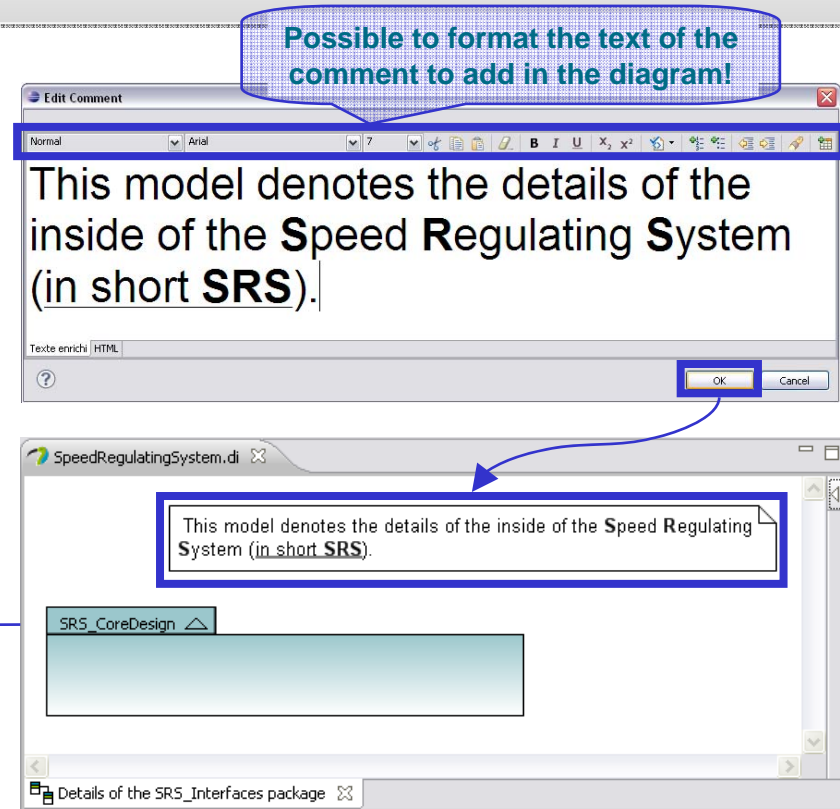 Possible to format the text of the
comment to add in the diagram!
Edit Comment
Normal Arial 7 B I U X₂ X²
This model denotes the details of the
inside of the Speed Regulating System
(in short SRS).
Texte enrichi HTML
? OK Cancel
SpeedRegulatingSystem.di
This model denotes the details of the inside of the Speed Regulating
System (in short SRS).
SRS_CoreDesign
Details of the SRS_Interfaces package